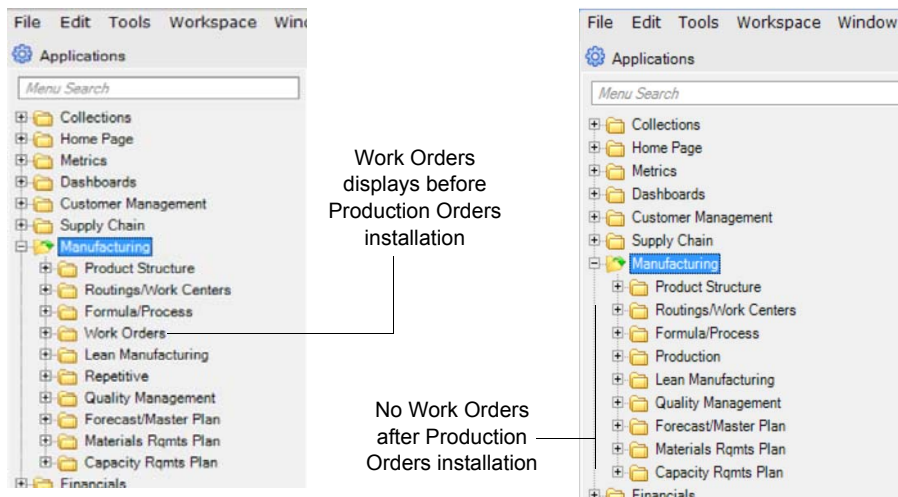 File Edit Tools Workspace
Applications
Menu Search
Collections
Home Page
Metrics
Dashboards
Customer Management
Supply Chain
Manufacturing
Product Structure
Routings/Work Centers
Formula/Process
Work Orders
Lean Manufacturing
Repetitive
Quality Management
Forecast/Master Plan
Materials Rqmts Plan
Capacity Rqmts Plan
Financials
Work Orders
displays before
Production Orders
installation
No Work Orders
after Production
Orders installation
File Edit Tools Workspace Window
Applications
Menu Search
Collections
Home Page
Metrics
Dashboards
Customer Management
Supply Chain
Manufacturing
Product Structure
Routings/Work Centers
Formula/Process
Production
Lean Manufacturing
Quality Management
Forecast/Master Plan
Materials Rqmts Plan
Capacity Rqmts Plan
Financials